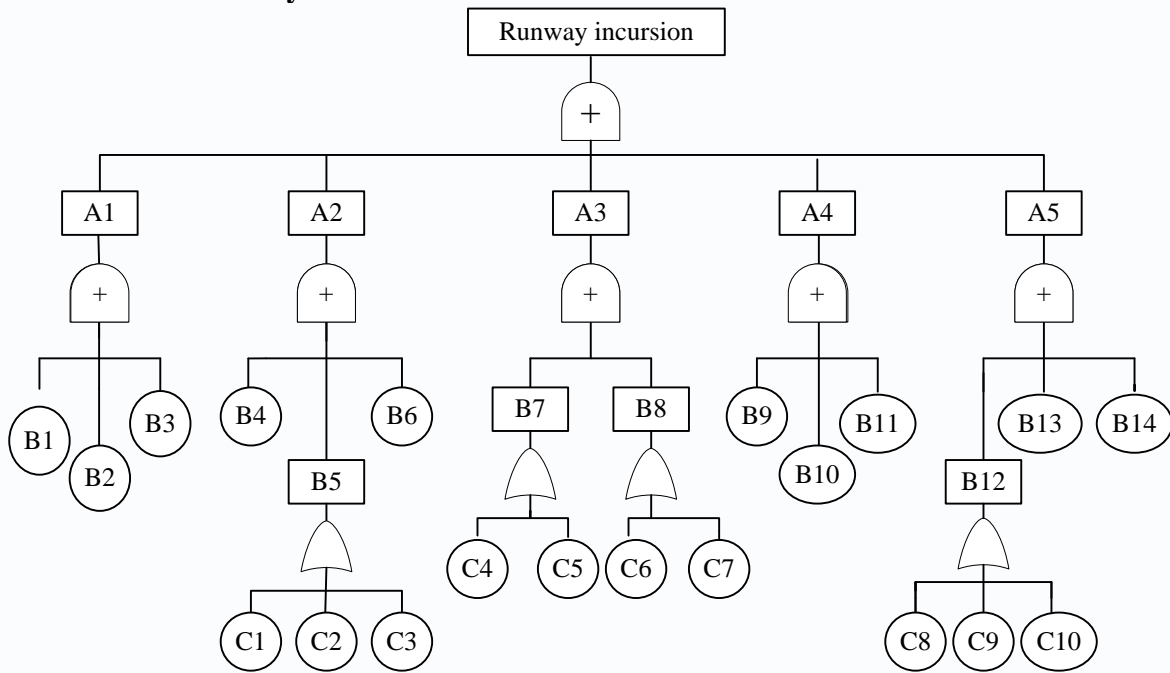 Runway incursion
+
A1 A2 A3 A4 A5
+ + + + +
B1 B2 B3 B4 B6 B7 B8 B9 B10 B11 B13 B14
B5 B12
C4 C5 C6 C7
C1 C2 C3 C8 C9 C10